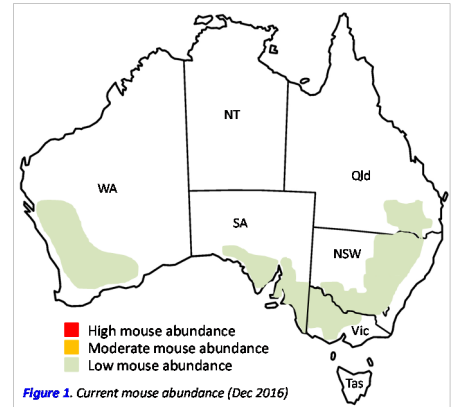 NT
Qld
WA
SA
NSW
High mouse abundance
Moderate mouse abundance
Vic
Low mouse abundance
Tas
Figure 1. Current mouse abundance (Dec 2016)